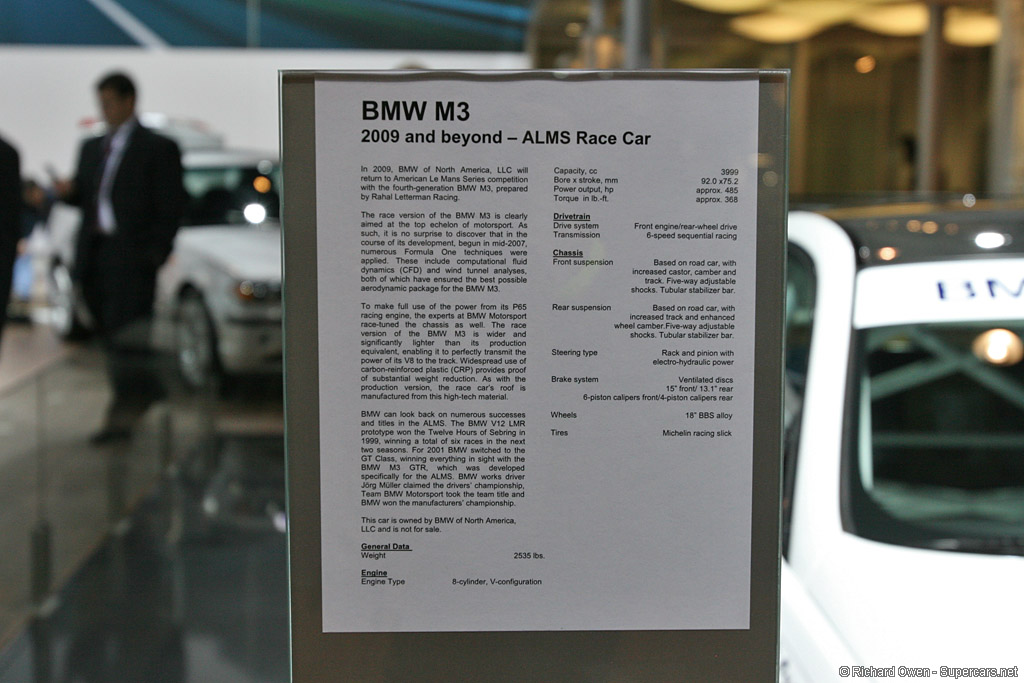 BMW M3
2009 and beyond – ALMS Race Car
In 2009, BMW of North America, LLC will
return to American Le Mans Series competition
with the fourth-generation BMW M3, prepared
by Rahal Letterman Racing.
The race version of the BMW M3 is clearly
aimed at the top echelon of motorsport. As
such, it is no surprise to discover that in the
course of its development, begun in mid-2007,
numerous Formula One techniques were
applied. These include computational fluid
dynamics (CFD) and wind tunnel analyses,
both of which have ensured the best possible
aerodynamic package for the BMW M3.
To make full use of the power from its P65
racing engine, the experts at BMW Motorsport
race-tuned the chassis as well. The race
version of the BMW M3 is wider and
significantly lighter than its production
equivalent, enabling it to perfectly transmit the
power of its V8 to the track. Widespread use of
carbon-reinforced plastic (CRP) provides proof
of substantial weight reduction. As with the
production version, the race car's roof is
manufactured from this high-tech material.
BMW can look back on numerous successes
and titles in the ALMS. The BMW V12 LMR
prototype won the Twelve Hours of Sebring in
1999, winning a total of six races in the next
two seasons. For 2001 BMW switched to the
GT Class, winning everything in sight with the
BMW M3 GTR, which was developed
specifically for the ALMS. BMW works driver
Jörg Müller claimed the drivers' championship,
Team BMW Motorsport took the team title and
BMW won the manufacturers' championship.
This car is owned by BMW of North America,
LLC and is not for sale.
General Data
Weight 2535 lbs.
Engine
Engine Type 8-cylinder, V-configuration
Capacity, cc 3999
Bore x stroke, mm 92.0 x75.2
Power output, hp approx. 485
Torque in lb.-ft. approx. 368
Drivetrain
Drive system Front engine/rear-wheel drive
Transmission 6-speed sequential racing
Chassis
Front suspension Based on road car, with
increased castor, camber and
track. Five-way adjustable
shocks. Tubular stabilizer bar.
Rear suspension Based on road car, with
increased track and enhanced
wheel camber.Five-way adjustable
shocks. Tubular stabilizer bar.
Steering type Rack and pinion with
electro-hydraulic power
Brake system Ventilated discs
15" front/ 13.1" rear
6-piston calipers front/4-piston calipers rear
Wheels 18" BBS alloy
Tires Michelin racing slick
BM
©Richard Owen - Supercars.net